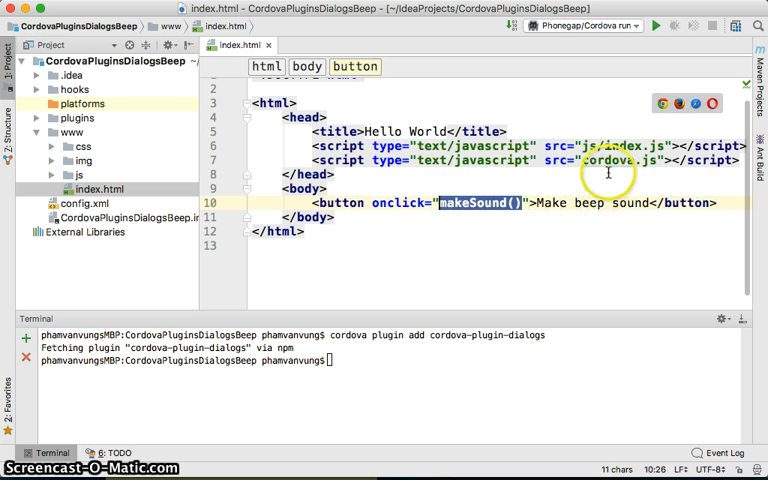 index.html - CordovaPluginsDialogsBeep - [~/IdeaProjects/CordovaPluginsDialogsBeep]
CordovaPluginsDialogsBeep www index.html
Phonegap/Cordova run
Project
index.html ×
1: Project
CordovaPluginsDialogsBeep
.idea
hooks
platforms
plugins
www
css
img
js
index.html
config.xml
CordovaPluginsDialogsBeep.
External Libraries
7: Structure
2: Favorites
html body button
2
3 <html>
4 <head>
5 <title>Hello World</title>
6 <script type="text/javascript" src="js/index.js"></script>
7 <script type="text/javascript" src="cordova.js"></script>
8 </head>
9 <body>
10 <button onclick="makeSound()">Make beep sound</button>
11 </body>
12 </html>
13
Maven Projects
Ant Build
Terminal
phamvanvungsMBP:CordovaPluginsDialogsBeep phamvanvung$ cordova plugin add cordova-plugin-dialogs
Fetching plugin "cordova-plugin-dialogs" via npm
phamvanvungsMBP:CordovaPluginsDialogsBeep phamvanvung$
Terminal 6: TODO Event Log
Screencast-O-Matic.com
11 chars 10:26 LF÷ UTF-8÷